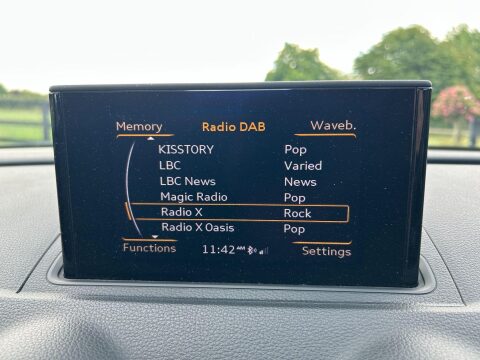 Memory Radio DAB Waveb.
KISSTORY Pop
LBC Varied
LBC News News
Magic Radio Pop
Radio X Rock
Radio X Oasis Pop
Functions 11:42 AM Settings